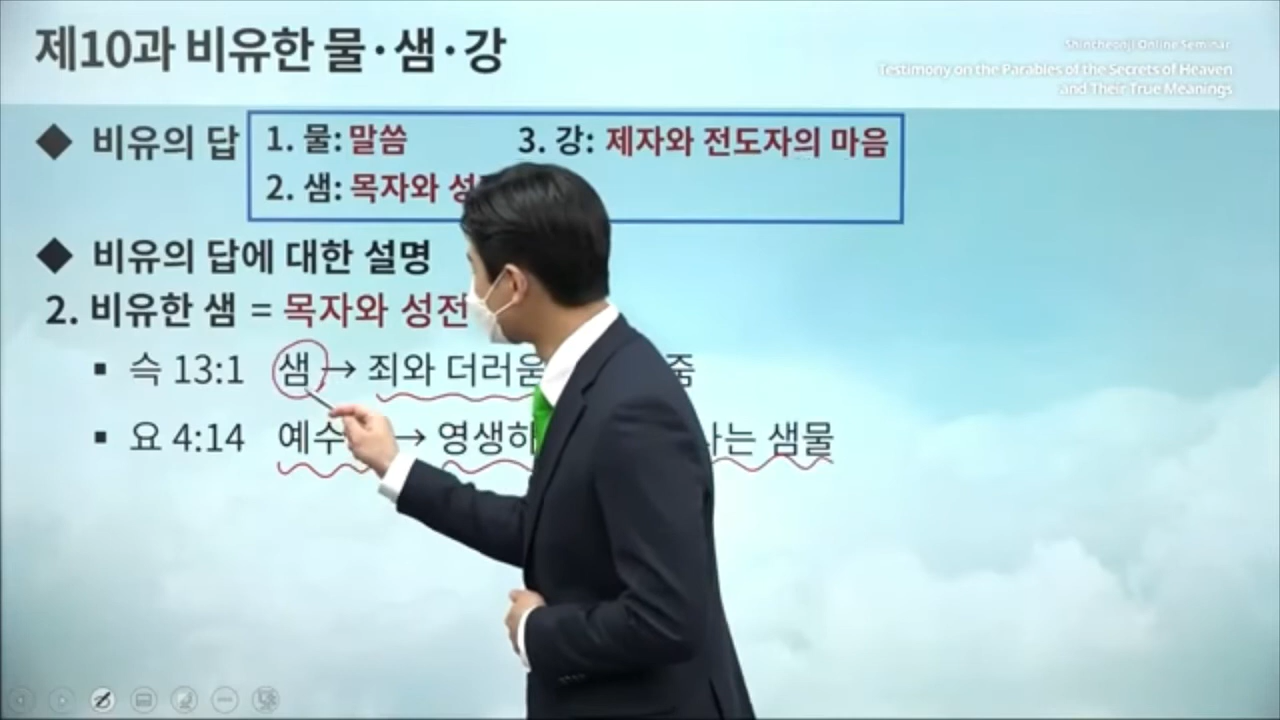 제10과 비유한 물·샘·강
Shincheonji Online Seminar
Testimony on the Parables of the Secrets of Heaven
and Their True Meanings
◆ 비유의 답
1. 물: 말씀 3. 강: 제자와 전도자의 마음
2. 샘: 목자와
◆ 비유의 답에 대한 설명
2. 비유한 샘 = 목자와 성전
▪ 슥 13:1 샘 → 죄와 더러움 줌
▪ 요 4:14 예수 → 영생하 는 샘물